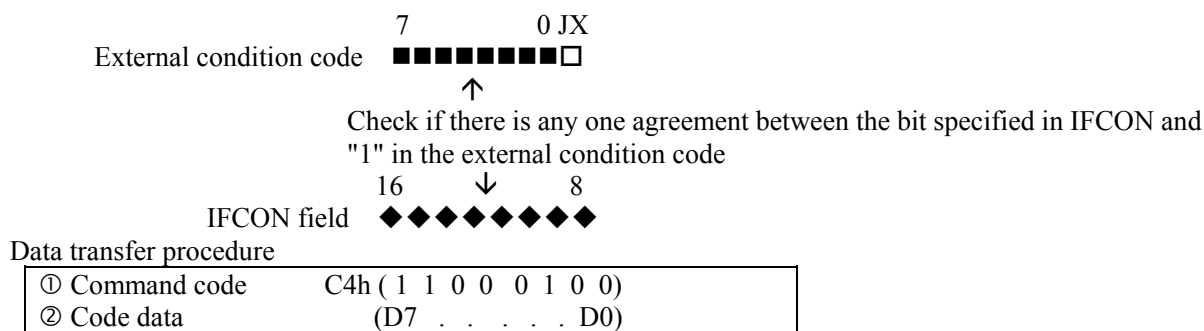 7 0 JX
External condition code ■■■■■■■■□
↑
Check if there is any one agreement between the bit specified in IFCON and
"1" in the external condition code
16 ↓ 8
IFCON field ◆◆◆◆◆◆◆◆
Data transfer procedure
① Command code C4h ( 1 1 0 0 0 1 0 0)
② Code data (D7 . . . . . D0)